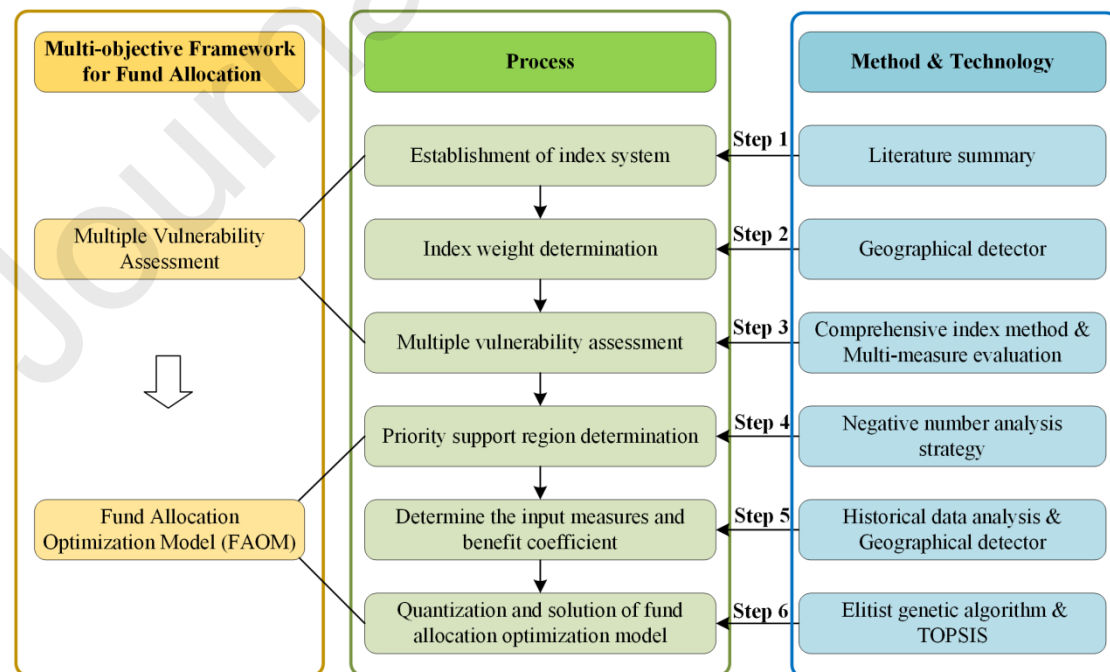 Multi-objective Framework
for Fund Allocation
Process
Method & Technology
Multiple Vulnerability
Assessment
Fund Allocation
Optimization Model (FAOM)
Establishment of index system
Index weight determination
Multiple vulnerability assessment
Priority support region determination
Determine the input measures and
benefit coefficient
Quantization and solution of fund
allocation optimization model
Step 1
Step 2
Step 3
Step 4
Step 5
Step 6
Literature summary
Geographical detector
Comprehensive index method &
Multi-measure evaluation
Negative number analysis
strategy
Historical data analysis &
Geographical detector
Elitist genetic algorithm &
TOPSIS
Journa